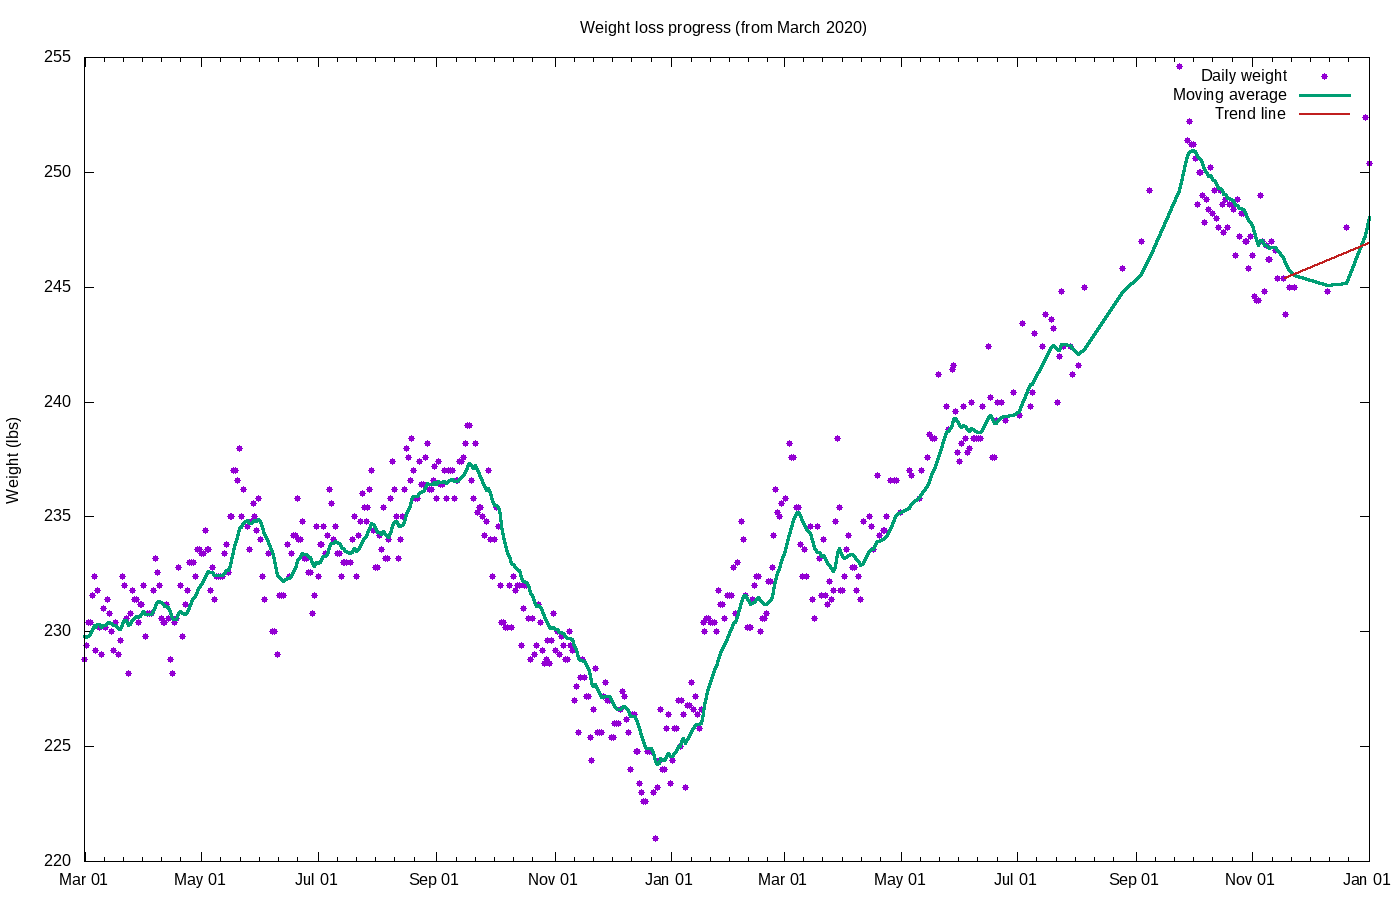 Weight loss progress (from March 2020)
255
250
245
240
235
230
225
220
Weight (lbs)
Daily weight
Moving average
Trend line
Mar 01 May 01 Jul 01 Sep 01 Nov 01 Jan 01 Mar 01 May 01 Jul 01 Sep 01 Nov 01 Jan 01